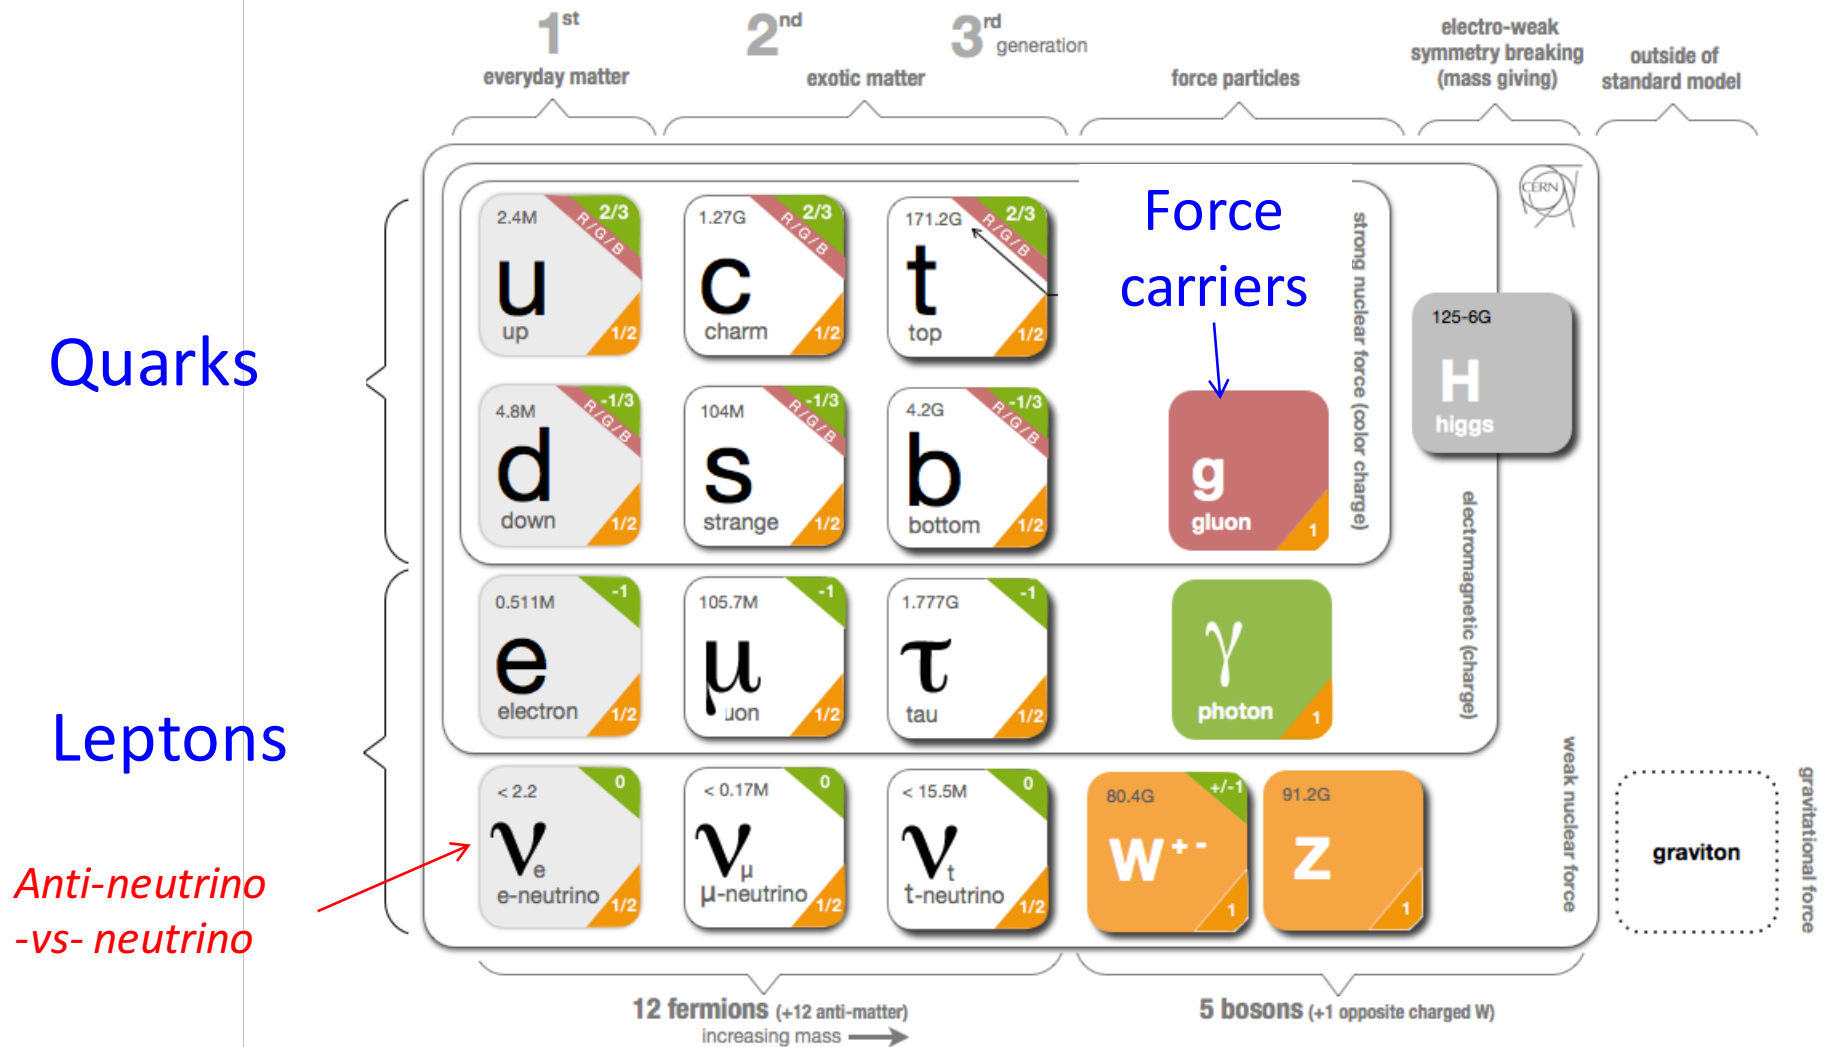 1st
2nd
3rd generation
everyday matter
exotic matter
force particles
electro-weak
symmetry breaking
(mass giving)
outside of
standard model
CERN
Quarks
2.4M
2/3
R/G/B
u
up
1/2
1.27G
2/3
R/G/B
c
charm
1/2
171.2G
2/3
R/G/B
t
top
1/2
Force
carriers
strong nuclear force (color charge)
125-6G
H
higgs
4.8M
-1/3
R/G/B
d
down
1/2
104M
-1/3
R/G/B
s
strange
1/2
4.2G
-1/3
R/G/B
b
bottom
1/2
g
gluon
1
electromagnetic (charge)
Leptons
0.511M
-1
e
electron
1/2
105.7M
-1
μ
uon
1/2
1.777G
-1
τ
tau
1/2
γ
photon
1
weak nuclear force
Anti-neutrino
-vs- neutrino
< 2.2
0
νe
e-neutrino
1/2
< 0.17M
0
νμ
μ-neutrino
1/2
< 15.5M
0
νt
t-neutrino
1/2
80.4G
+/-1
W+-
1
91.2G
Z
1
graviton
gravitational force
12 fermions (+12 anti-matter)
increasing mass
5 bosons (+1 opposite charged W)